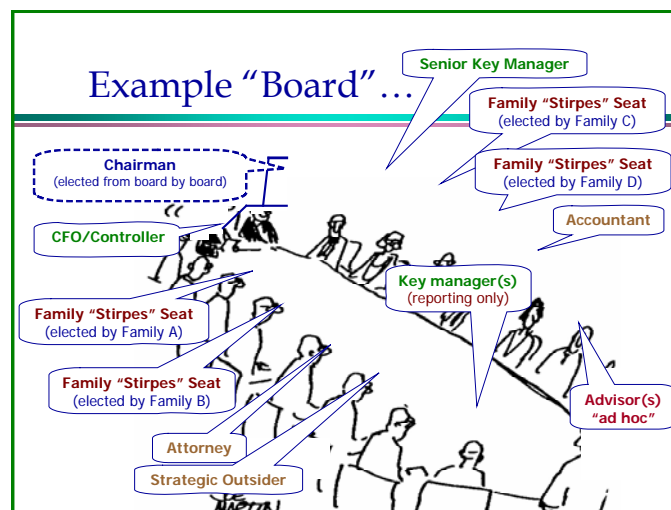 Example “Board”…
Senior Key Manager
Family “Stirpes” Seat
(elected by Family C)
Chairman
(elected from board by board)
Family “Stirpes” Seat
(elected by Family D)
Accountant
CFO/Controller
Key manager(s)
(reporting only)
Family “Stirpes” Seat
(elected by Family A)
Family “Stirpes” Seat
(elected by Family B)
Advisor(s)
“ad hoc”
Attorney
Strategic Outsider